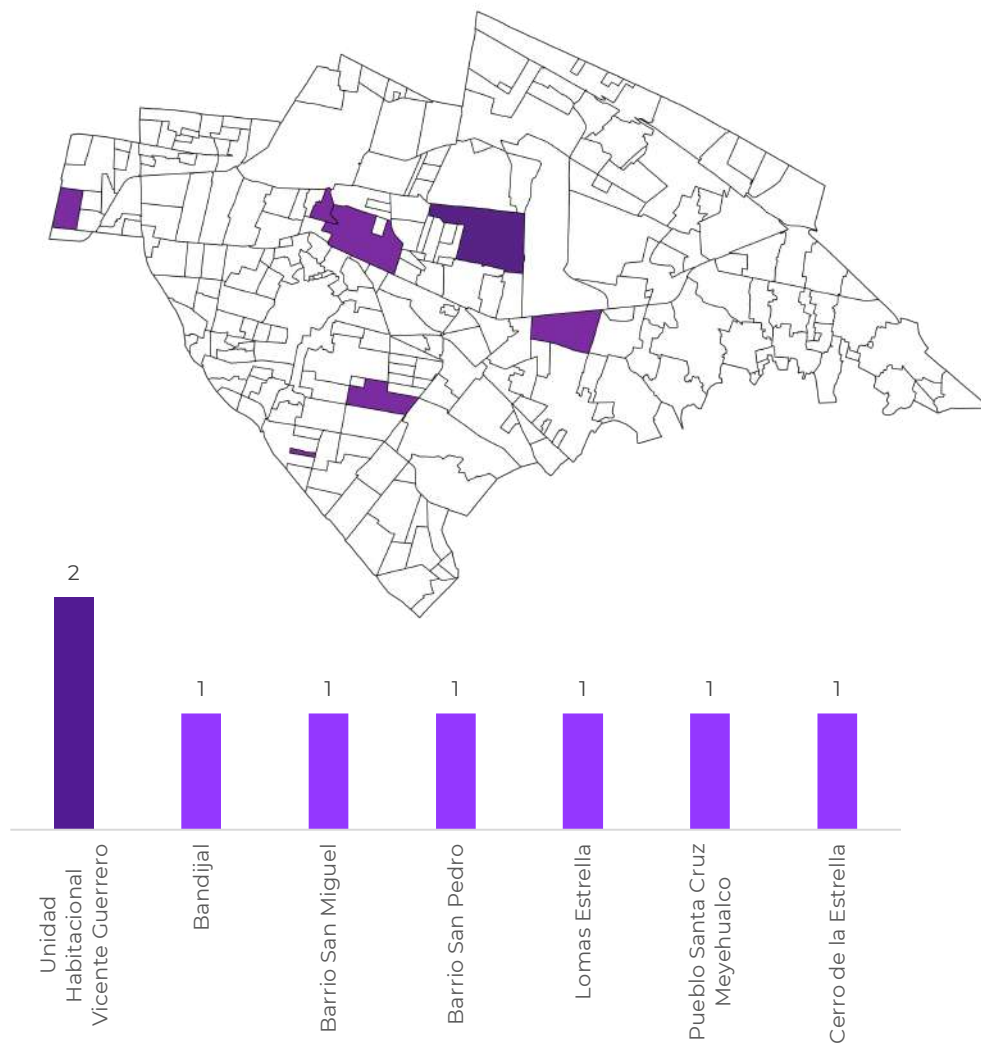 2
1
1
1
1
1
1
Unidad
Habitacional
Vicente Guerrero
Bandijal
Barrio San Miguel
Barrio San Pedro
Lomas Estrella
Pueblo Santa Cruz
Meyehualco
Cerro de la Estrella